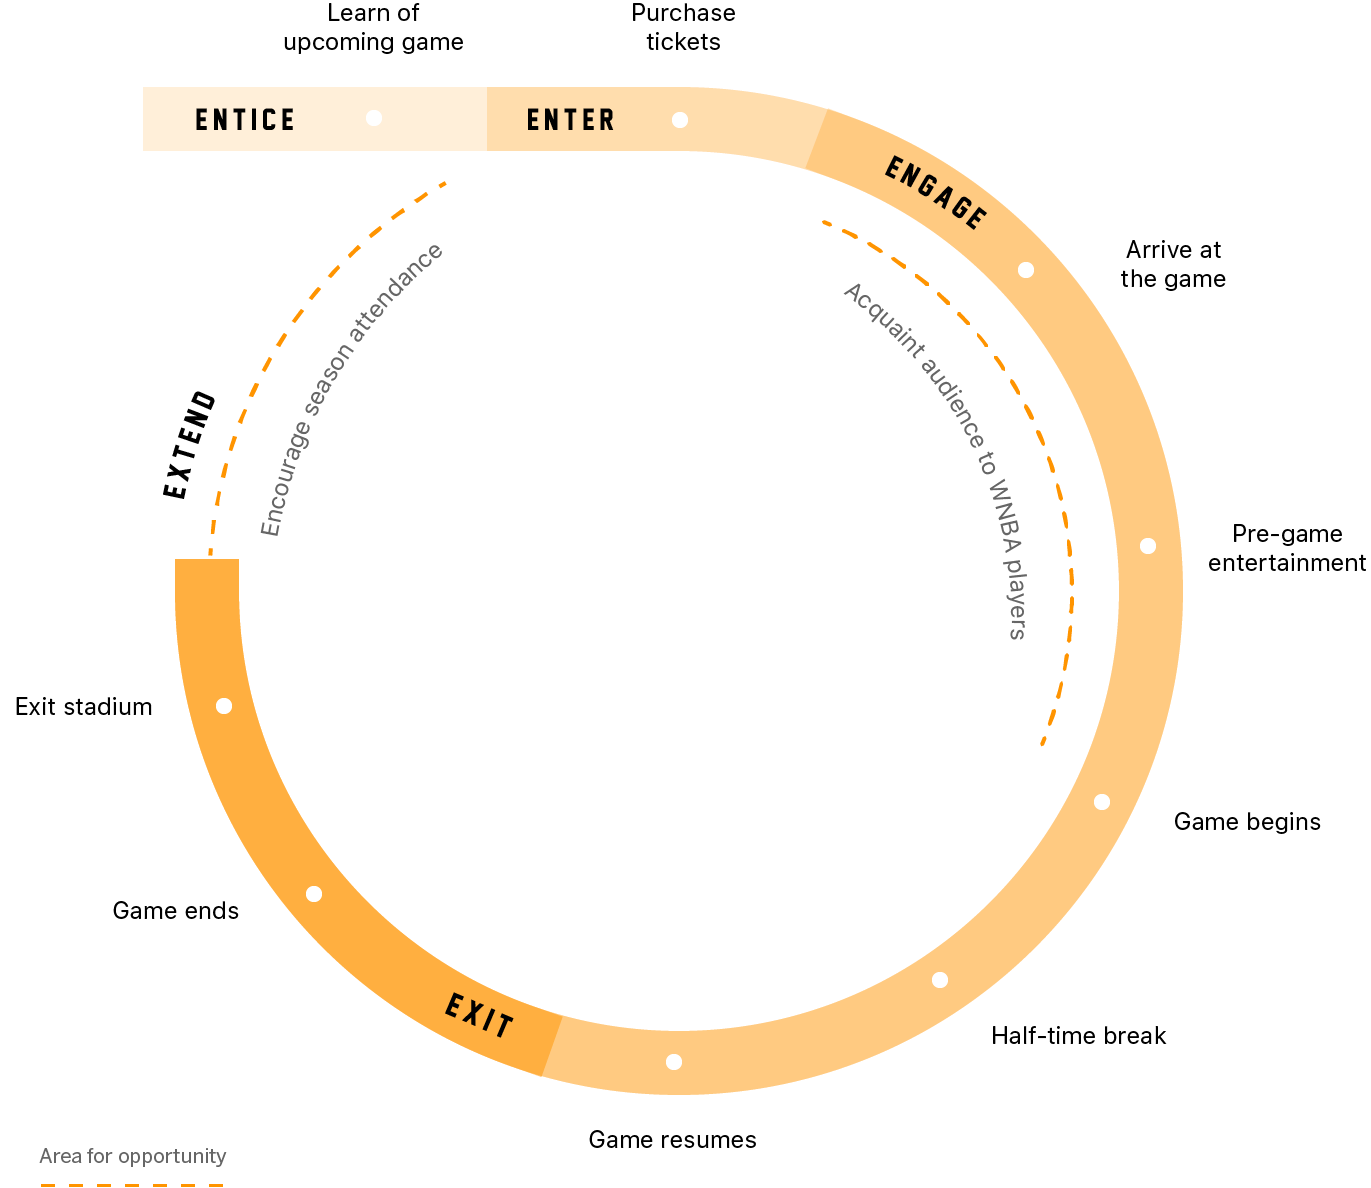 Learn of
upcoming game
Purchase
tickets
ENTICE
ENTER
ENGAGE
Arrive at
the game
Encourage season attendance
Acquaint audience to WNBA players
EXTEND
Pre-game
entertainment
Exit stadium
Game begins
Game ends
EXIT
Half-time break
Game resumes
Area for opportunity